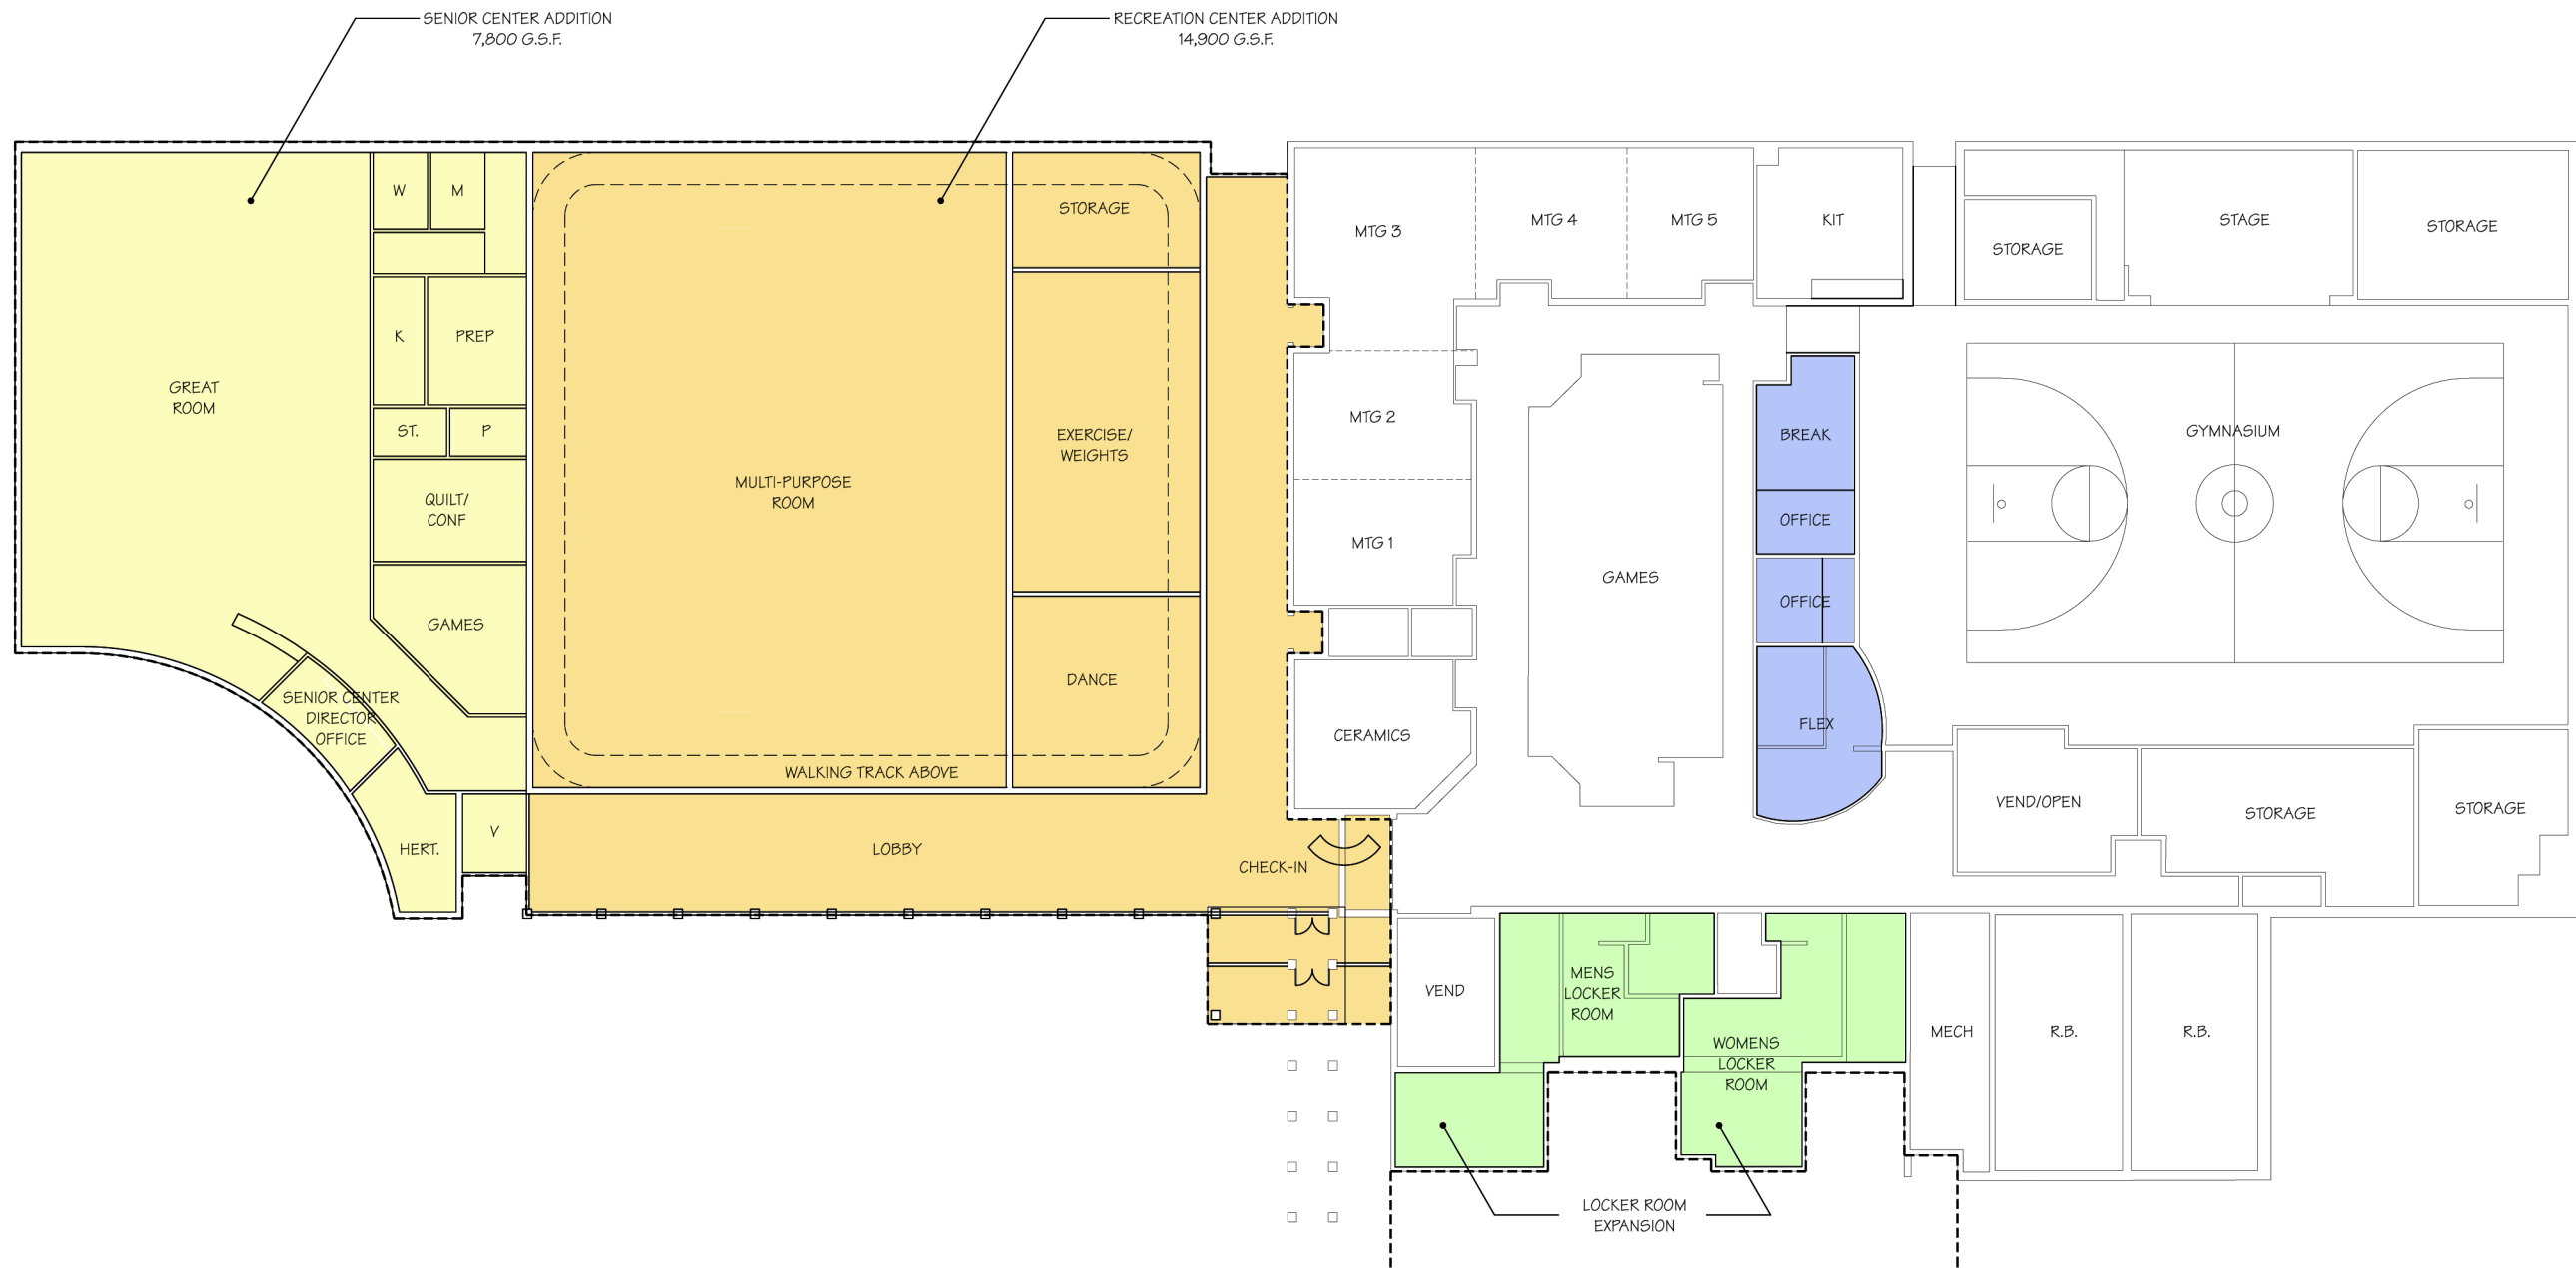 SENIOR CENTER ADDITION
7,800 G.S.F.
RECREATION CENTER ADDITION
14,900 G.S.F.
W
M
STORAGE
MTG 3
MTG 4
MTG 5
KIT
STORAGE
STAGE
STORAGE
K
PREP
GREAT
ROOM
ST.
P
QUILT/
CONF
GAMES
MULTI-PURPOSE
ROOM
EXERCISE/
WEIGHTS
DANCE
WALKING TRACK ABOVE
MTG 2
MTG 1
CERAMICS
GAMES
BREAK
OFFICE
OFFICE
FLEX
GYMNASIUM
SENIOR CENTER
DIRECTOR
OFFICE
HERT.
V
LOBBY
CHECK-IN
VEND/OPEN
STORAGE
STORAGE
VEND
MENS
LOCKER
ROOM
WOMENS
LOCKER
ROOM
MECH
R.B.
R.B.
LOCKER ROOM
EXPANSION